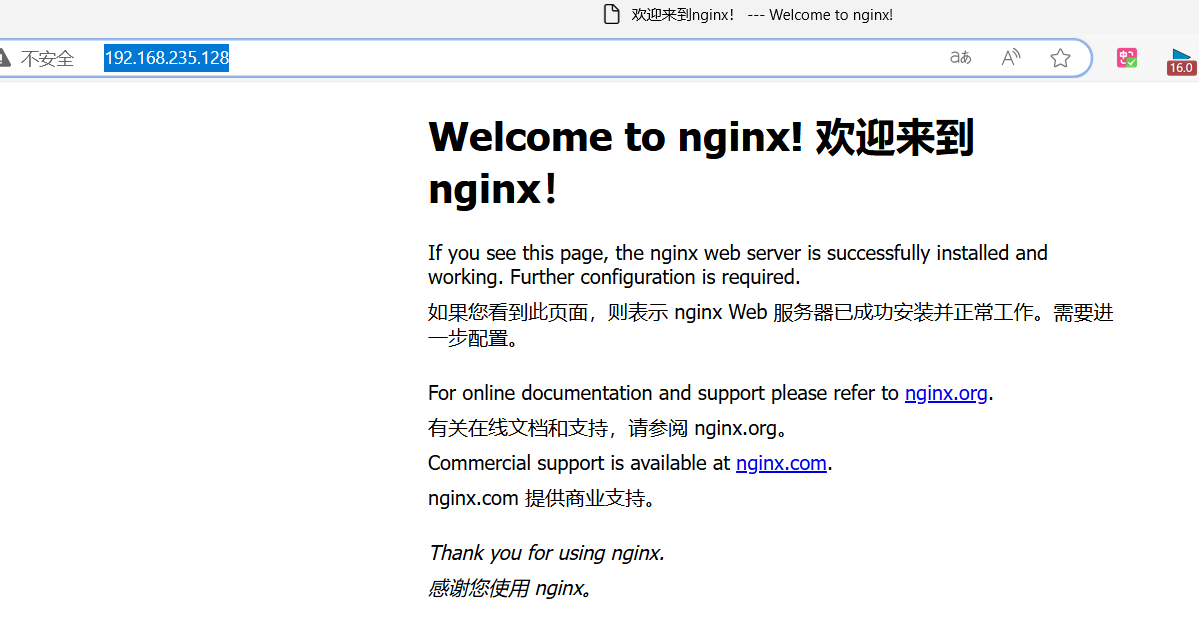 欢迎来到nginx！ --- Welcome to nginx!
不安全 192.168.235.128 aあ A
16.0
Welcome to nginx! 欢迎来到
nginx！
If you see this page, the nginx web server is successfully installed and
working. Further configuration is required.
如果您看到此页面，则表示 nginx Web 服务器已成功安装并正常工作。需要进
一步配置。
For online documentation and support please refer to nginx.org.
有关在线文档和支持，请参阅 nginx.org。
Commercial support is available at nginx.com.
nginx.com 提供商业支持。
Thank you for using nginx.
感谢您使用 nginx。